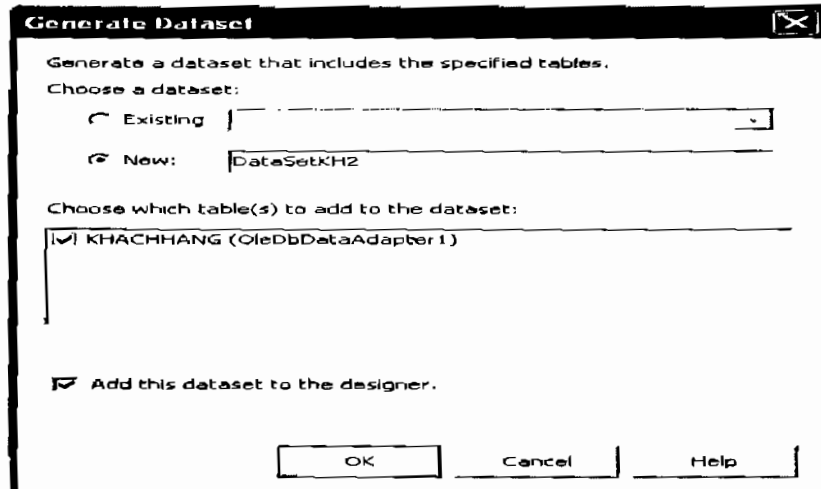 Generate Dataset
Generate a dataset that includes the specified tables.
Choose a dataset:
Existing
New: DataSetKH2
Choose which table(s) to add to the dataset:
KHACHHANG (OleDbDataAdapter1)
Add this dataset to the designer.
OK Cancel Help